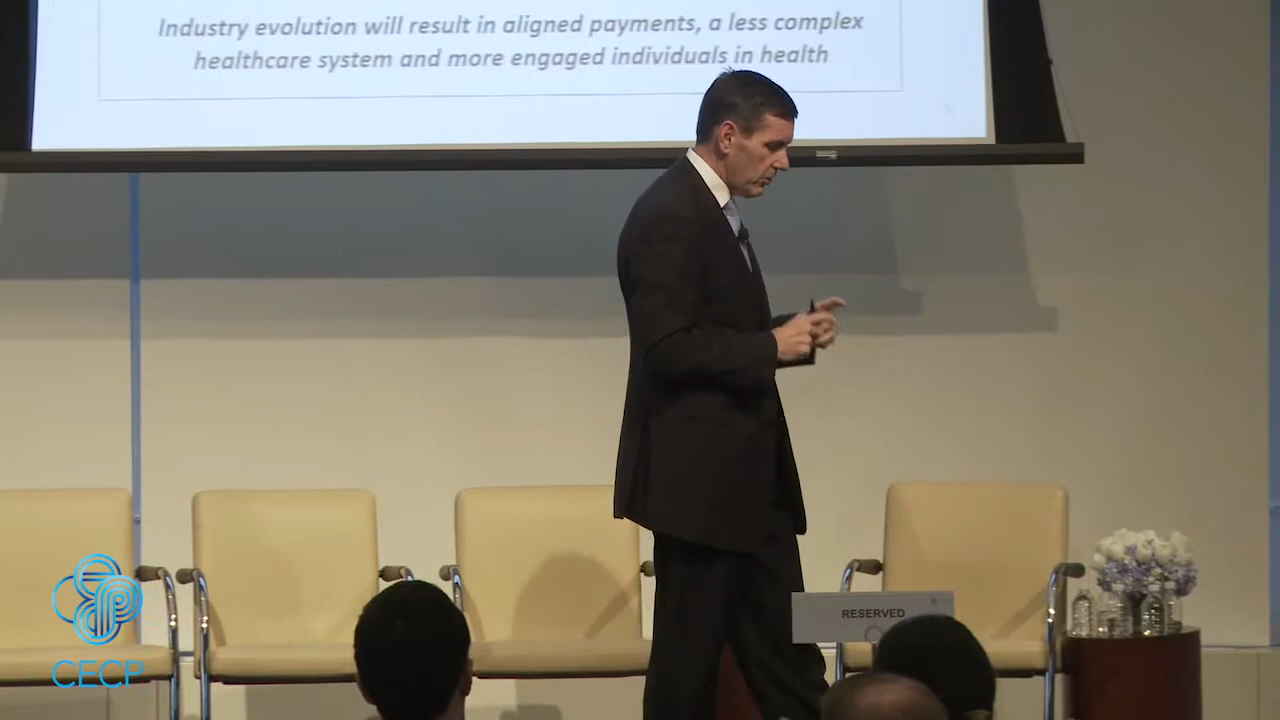 Industry evolution will result in aligned payments, a less complex
healthcare system and more engaged individuals in health
RESERVED
CECP